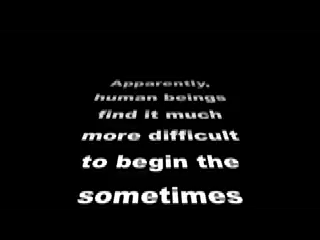 Apparently,
human beings
find it much
more difficult
to begin the
sometimes